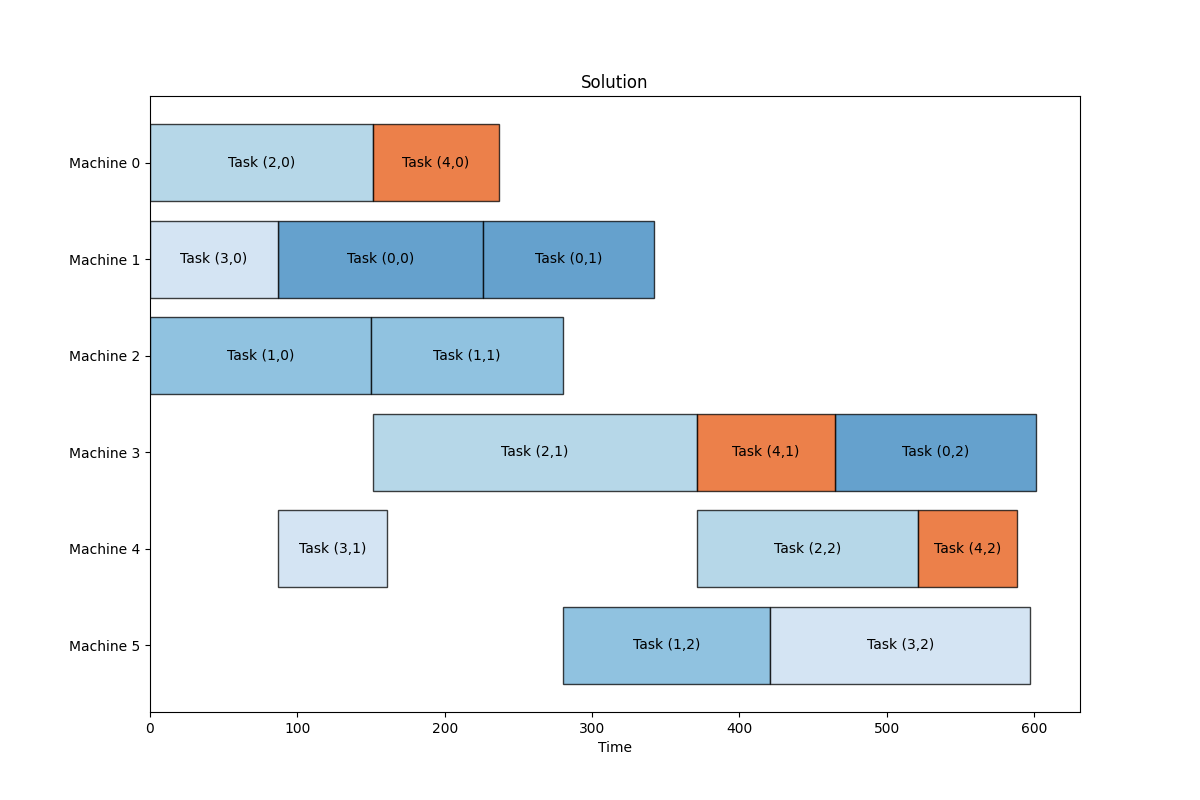 Solution
Machine 0
Task (2,0)
Task (4,0)
Machine 1
Task (3,0)
Task (0,0)
Task (0,1)
Machine 2
Task (1,0)
Task (1,1)
Machine 3
Task (2,1)
Task (4,1)
Task (0,2)
Machine 4
Task (3,1)
Task (2,2)
Task (4,2)
Machine 5
Task (1,2)
Task (3,2)
0 100 200 300 400 500 600
Time